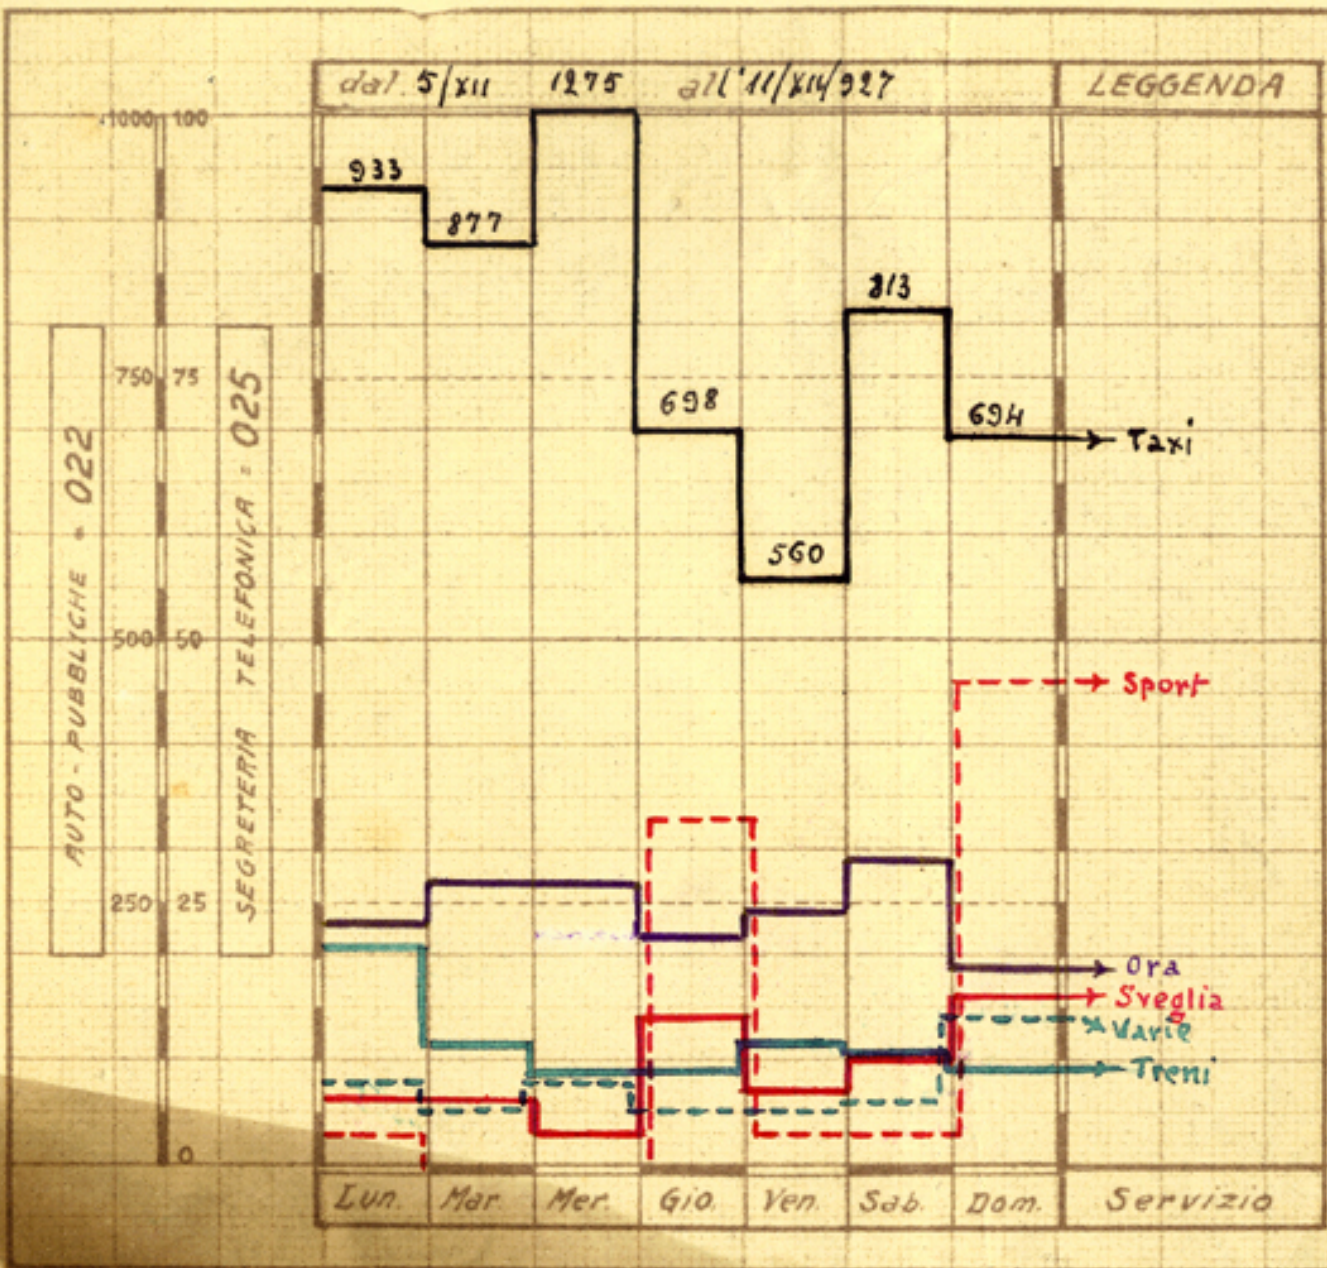 dal 5/XII 1275 all'11/XII/927 LEGGENDA
1000 100
933
877
813
750 75
698
694
Taxi
560
500 50
AUTO-PUBBLICHE = 022
SEGRETERIA TELEFONICA = 025
Sport
250 25
Ora
Sveglia
Varie
Treni
0
Lun. Mar. Mer. Gio. Ven. Sab. Dom. Servizio